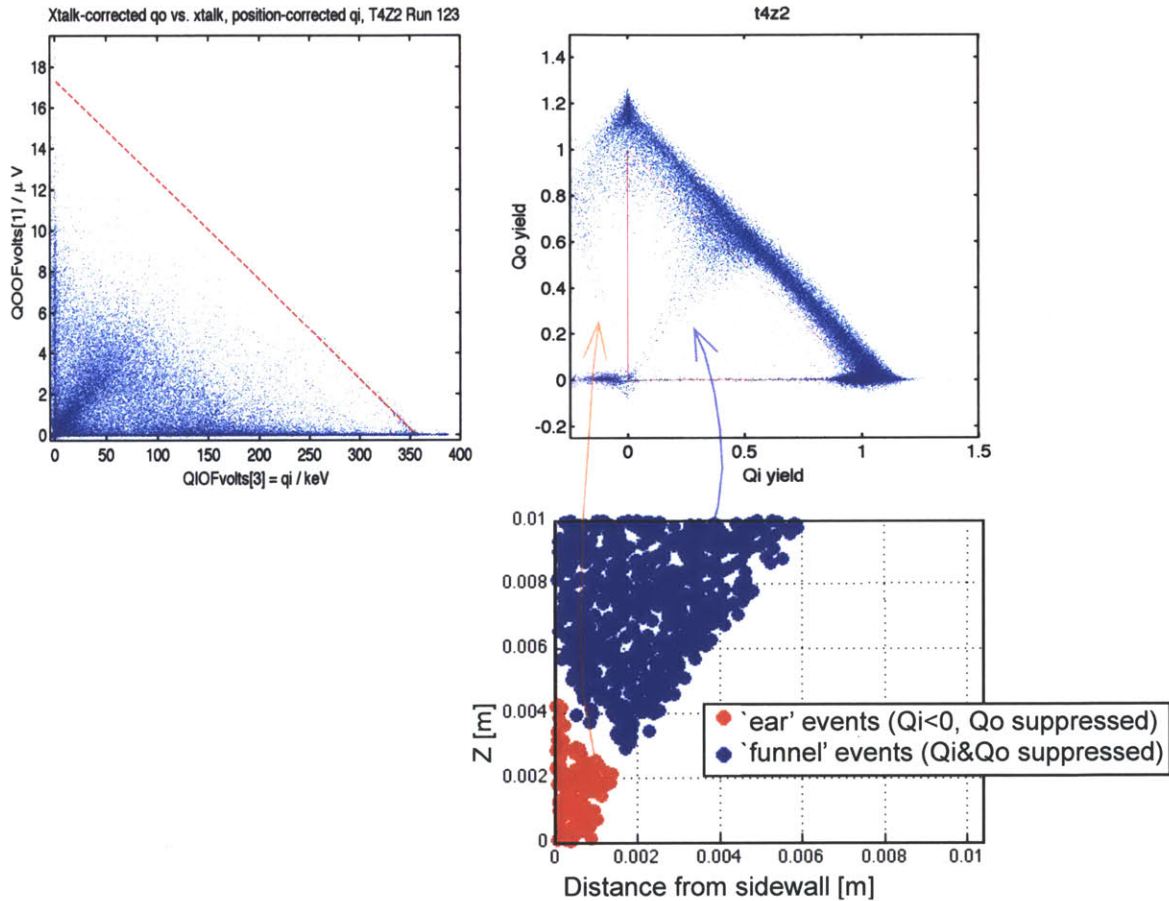 Xtalk-corrected qo vs. xtalk, position-corrected qi, T4Z2 Run 123
18
16
14
12
10
8
6
4
2
0
QOOFvolts[1] / μ V
0 50 100 150 200 250 300 350 400
QIOFvolts[3] = qi / keV
t4z2
1.4
1.2
1
0.8
0.6
0.4
0.2
0
-0.2
Qo yield
0 0.5 1 1.5
Qi yield
0.01
0.008
0.006
0.004
0.002
0
Z [m]
`ear' events (Qi<0, Qo suppressed)
`funnel' events (Qi&Qo suppressed)
0 0.002 0.004 0.006 0.008 0.01
Distance from sidewall [m]